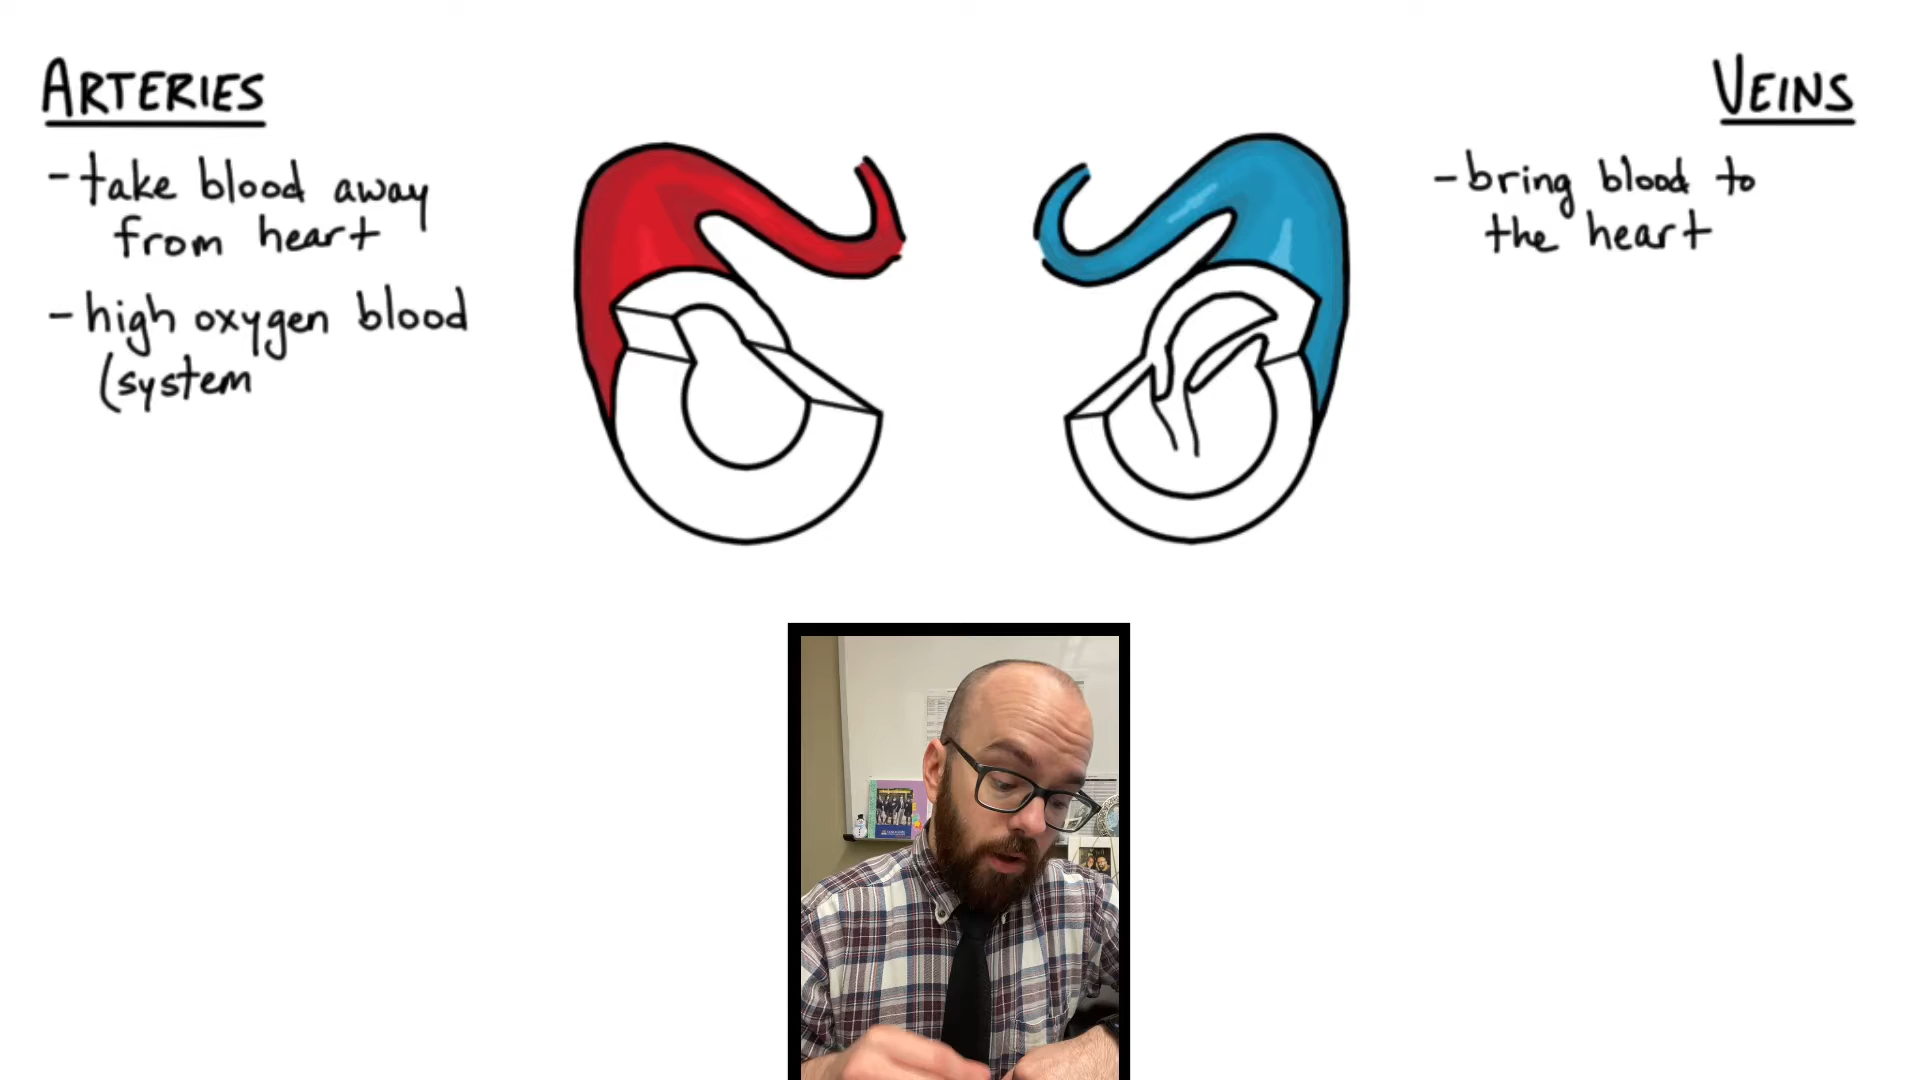 ARTERIES
- take blood away
from heart
- high oxygen blood
(system
VEINS
- bring blood to
the heart